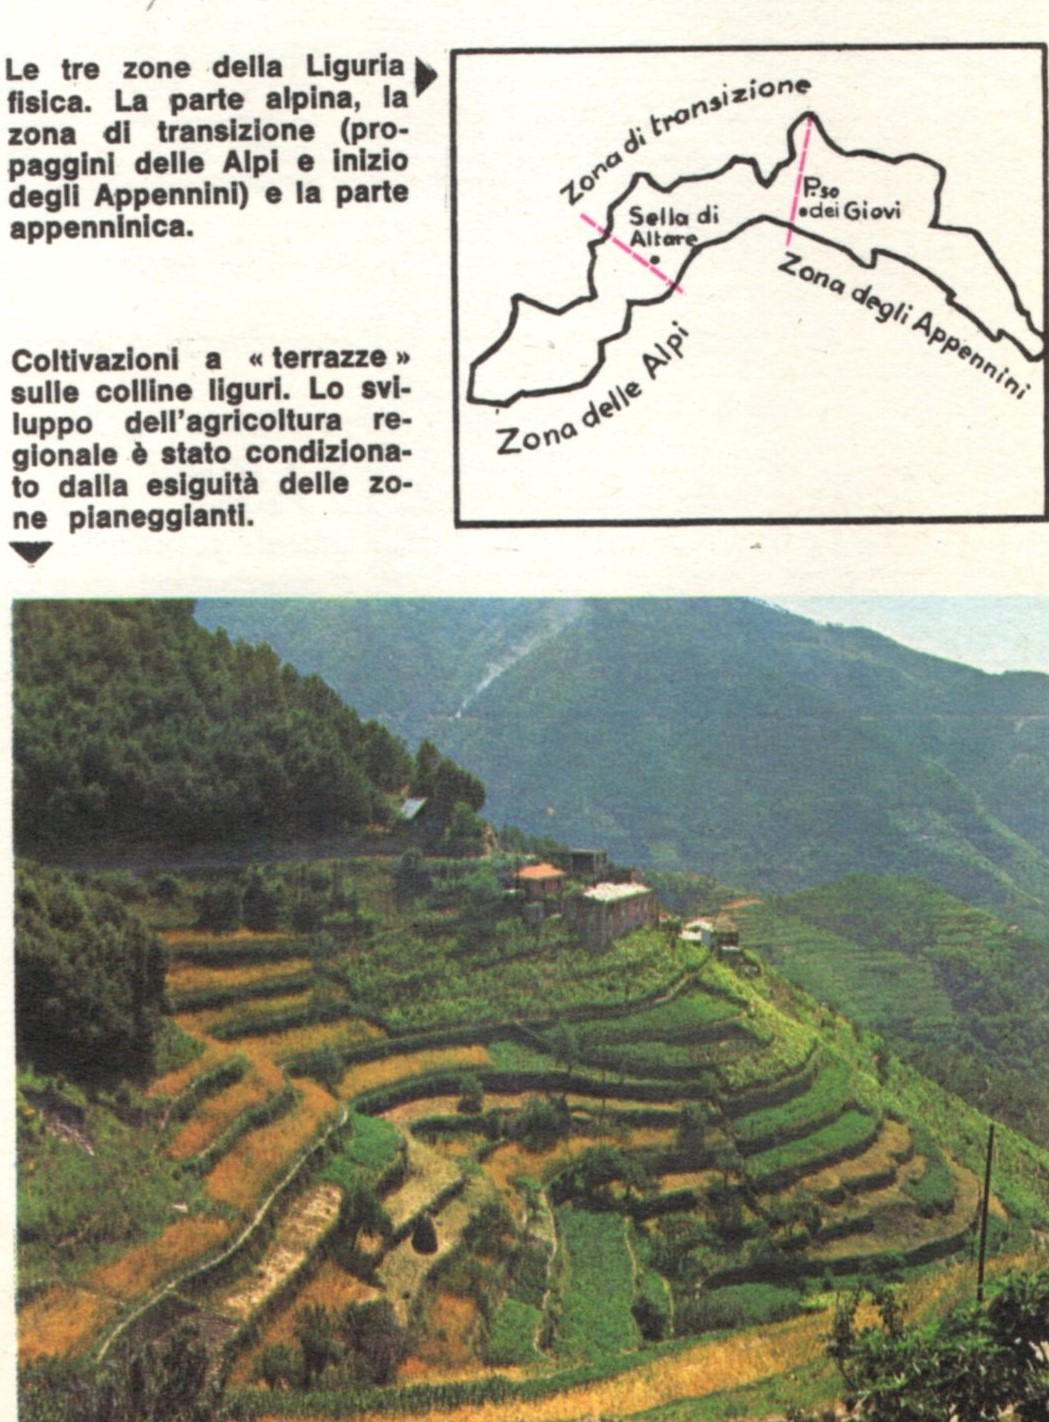 Le tre zone della Liguria
fisica. La parte alpina, la
zona di transizione (pro-
paggini delle Alpi e inizio
degli Appennini) e la parte
appenninica.
Coltivazioni a « terrazze »
sulle colline liguri. Lo svi-
luppo dell'agricoltura re-
gionale è stato condiziona-
to dalla esiguità delle zo-
ne pianeggianti.
Zona di transizione
P.so
dei Giovi
Sella di
Altare
Zona degli Appennini
Zona delle Alpi